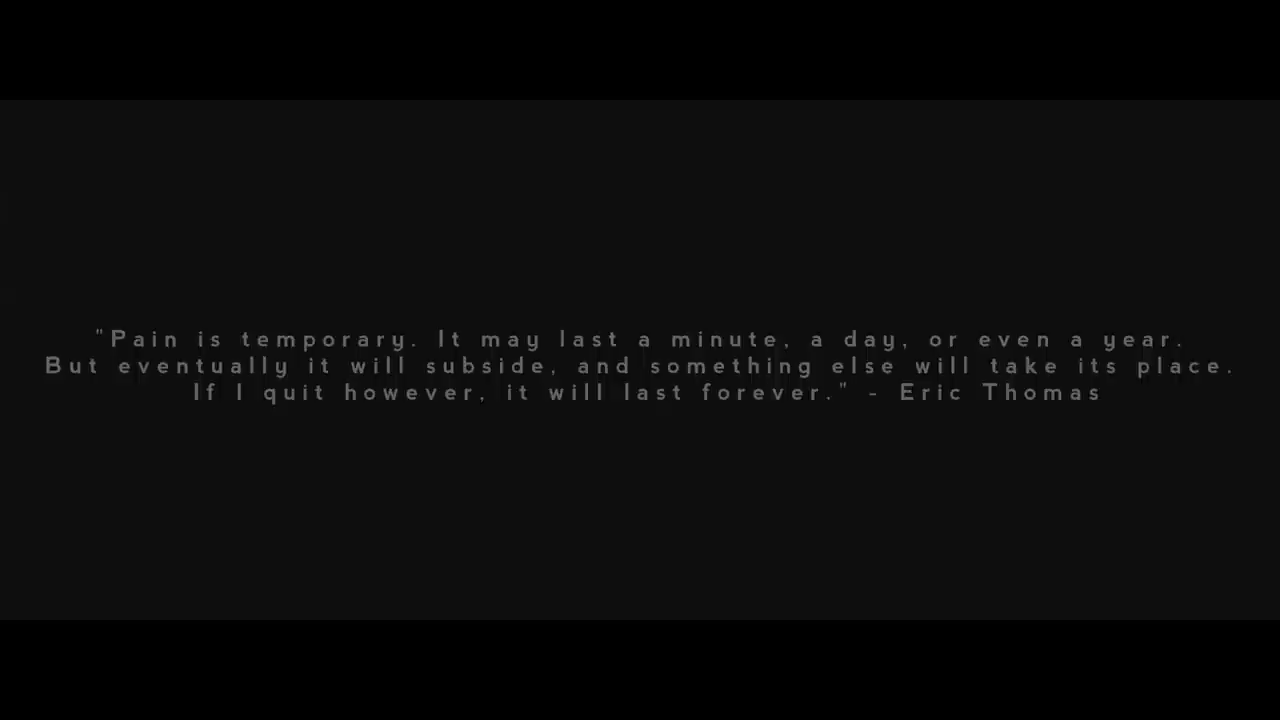 "Pain is temporary. It may last a minute, a day, or even a year.
But eventually it will subside, and something else will take its place.
If I quit however, it will last forever." - Eric Thomas